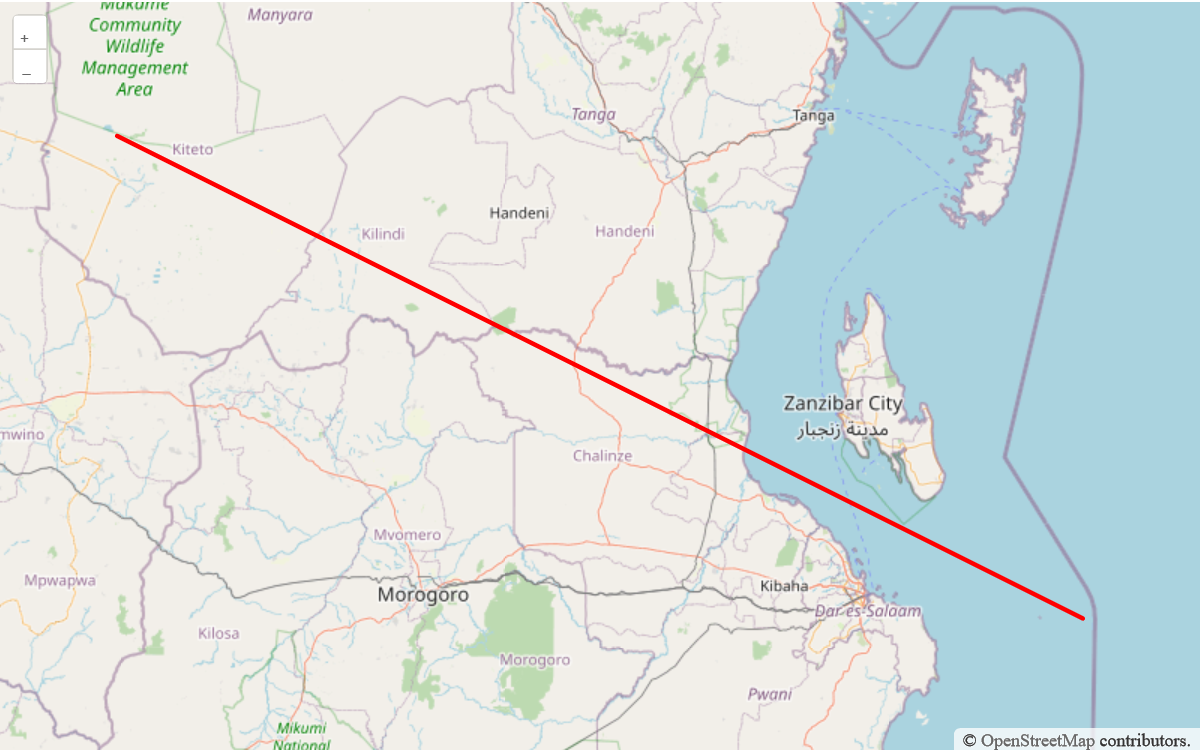 Makame
Community
Wildlife
Management
Area
Manyara
+
–
Tanga
Tanga
Kiteto
Handeni
Kilindi
Handeni
Zanzibar City
مدينة زنجبار
mwino
Chalinze
Mvomero
Mpwapwa
Morogoro
Kibaha
Dar es-Salaam
Kilosa
Morogoro
Pwani
Mikumi
National
© OpenStreetMap contributors.